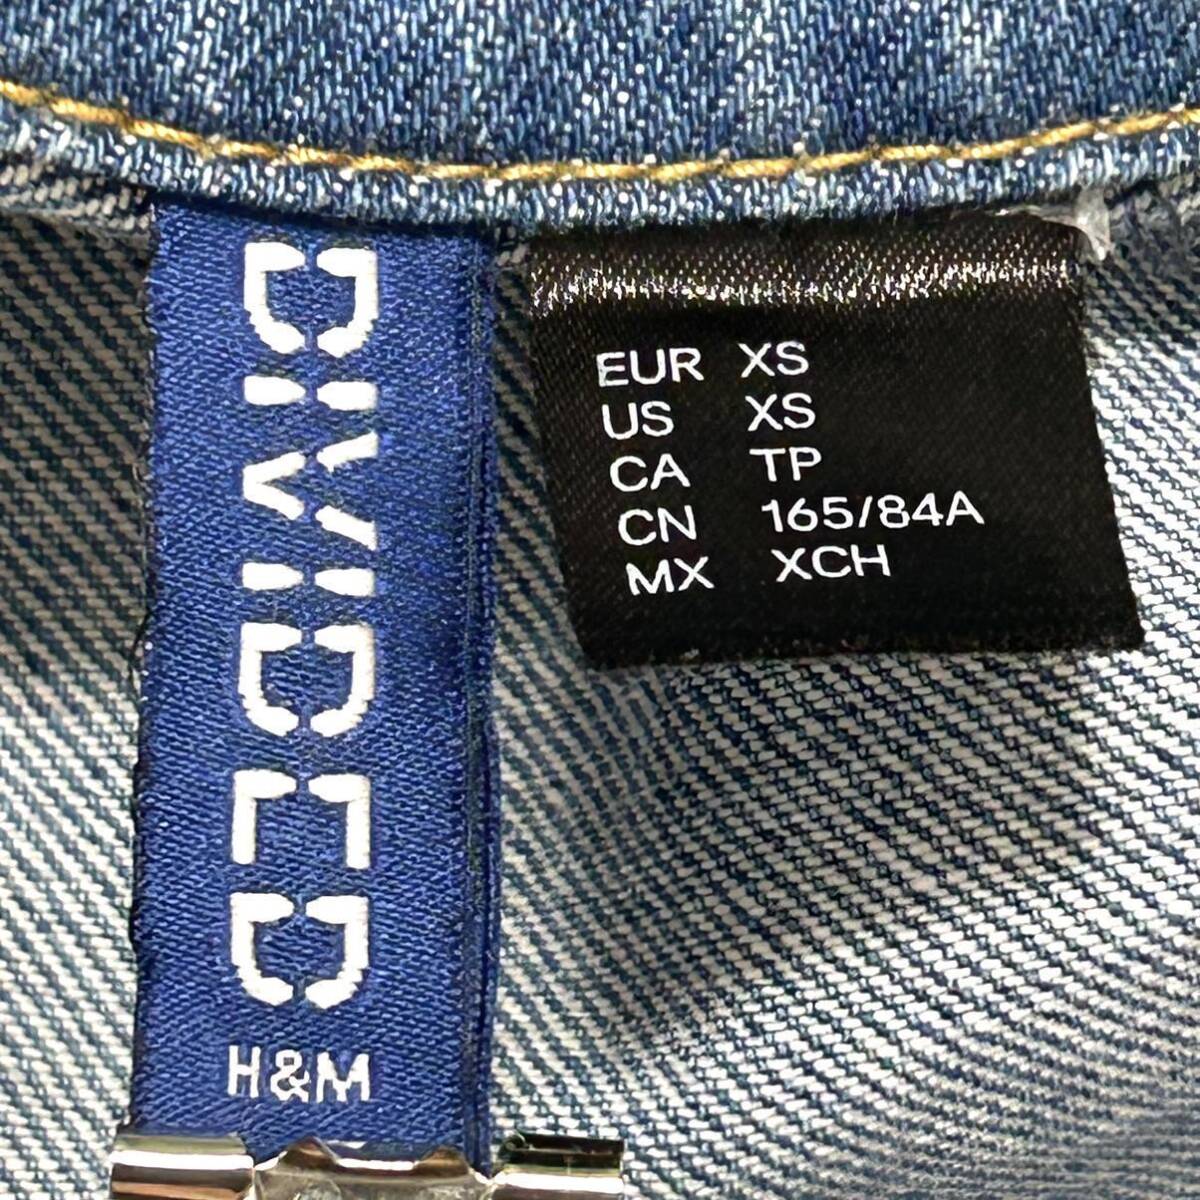 DIVIDED
H&M
EUR XS
US XS
CA TP
CN 165/84A
MX XCH